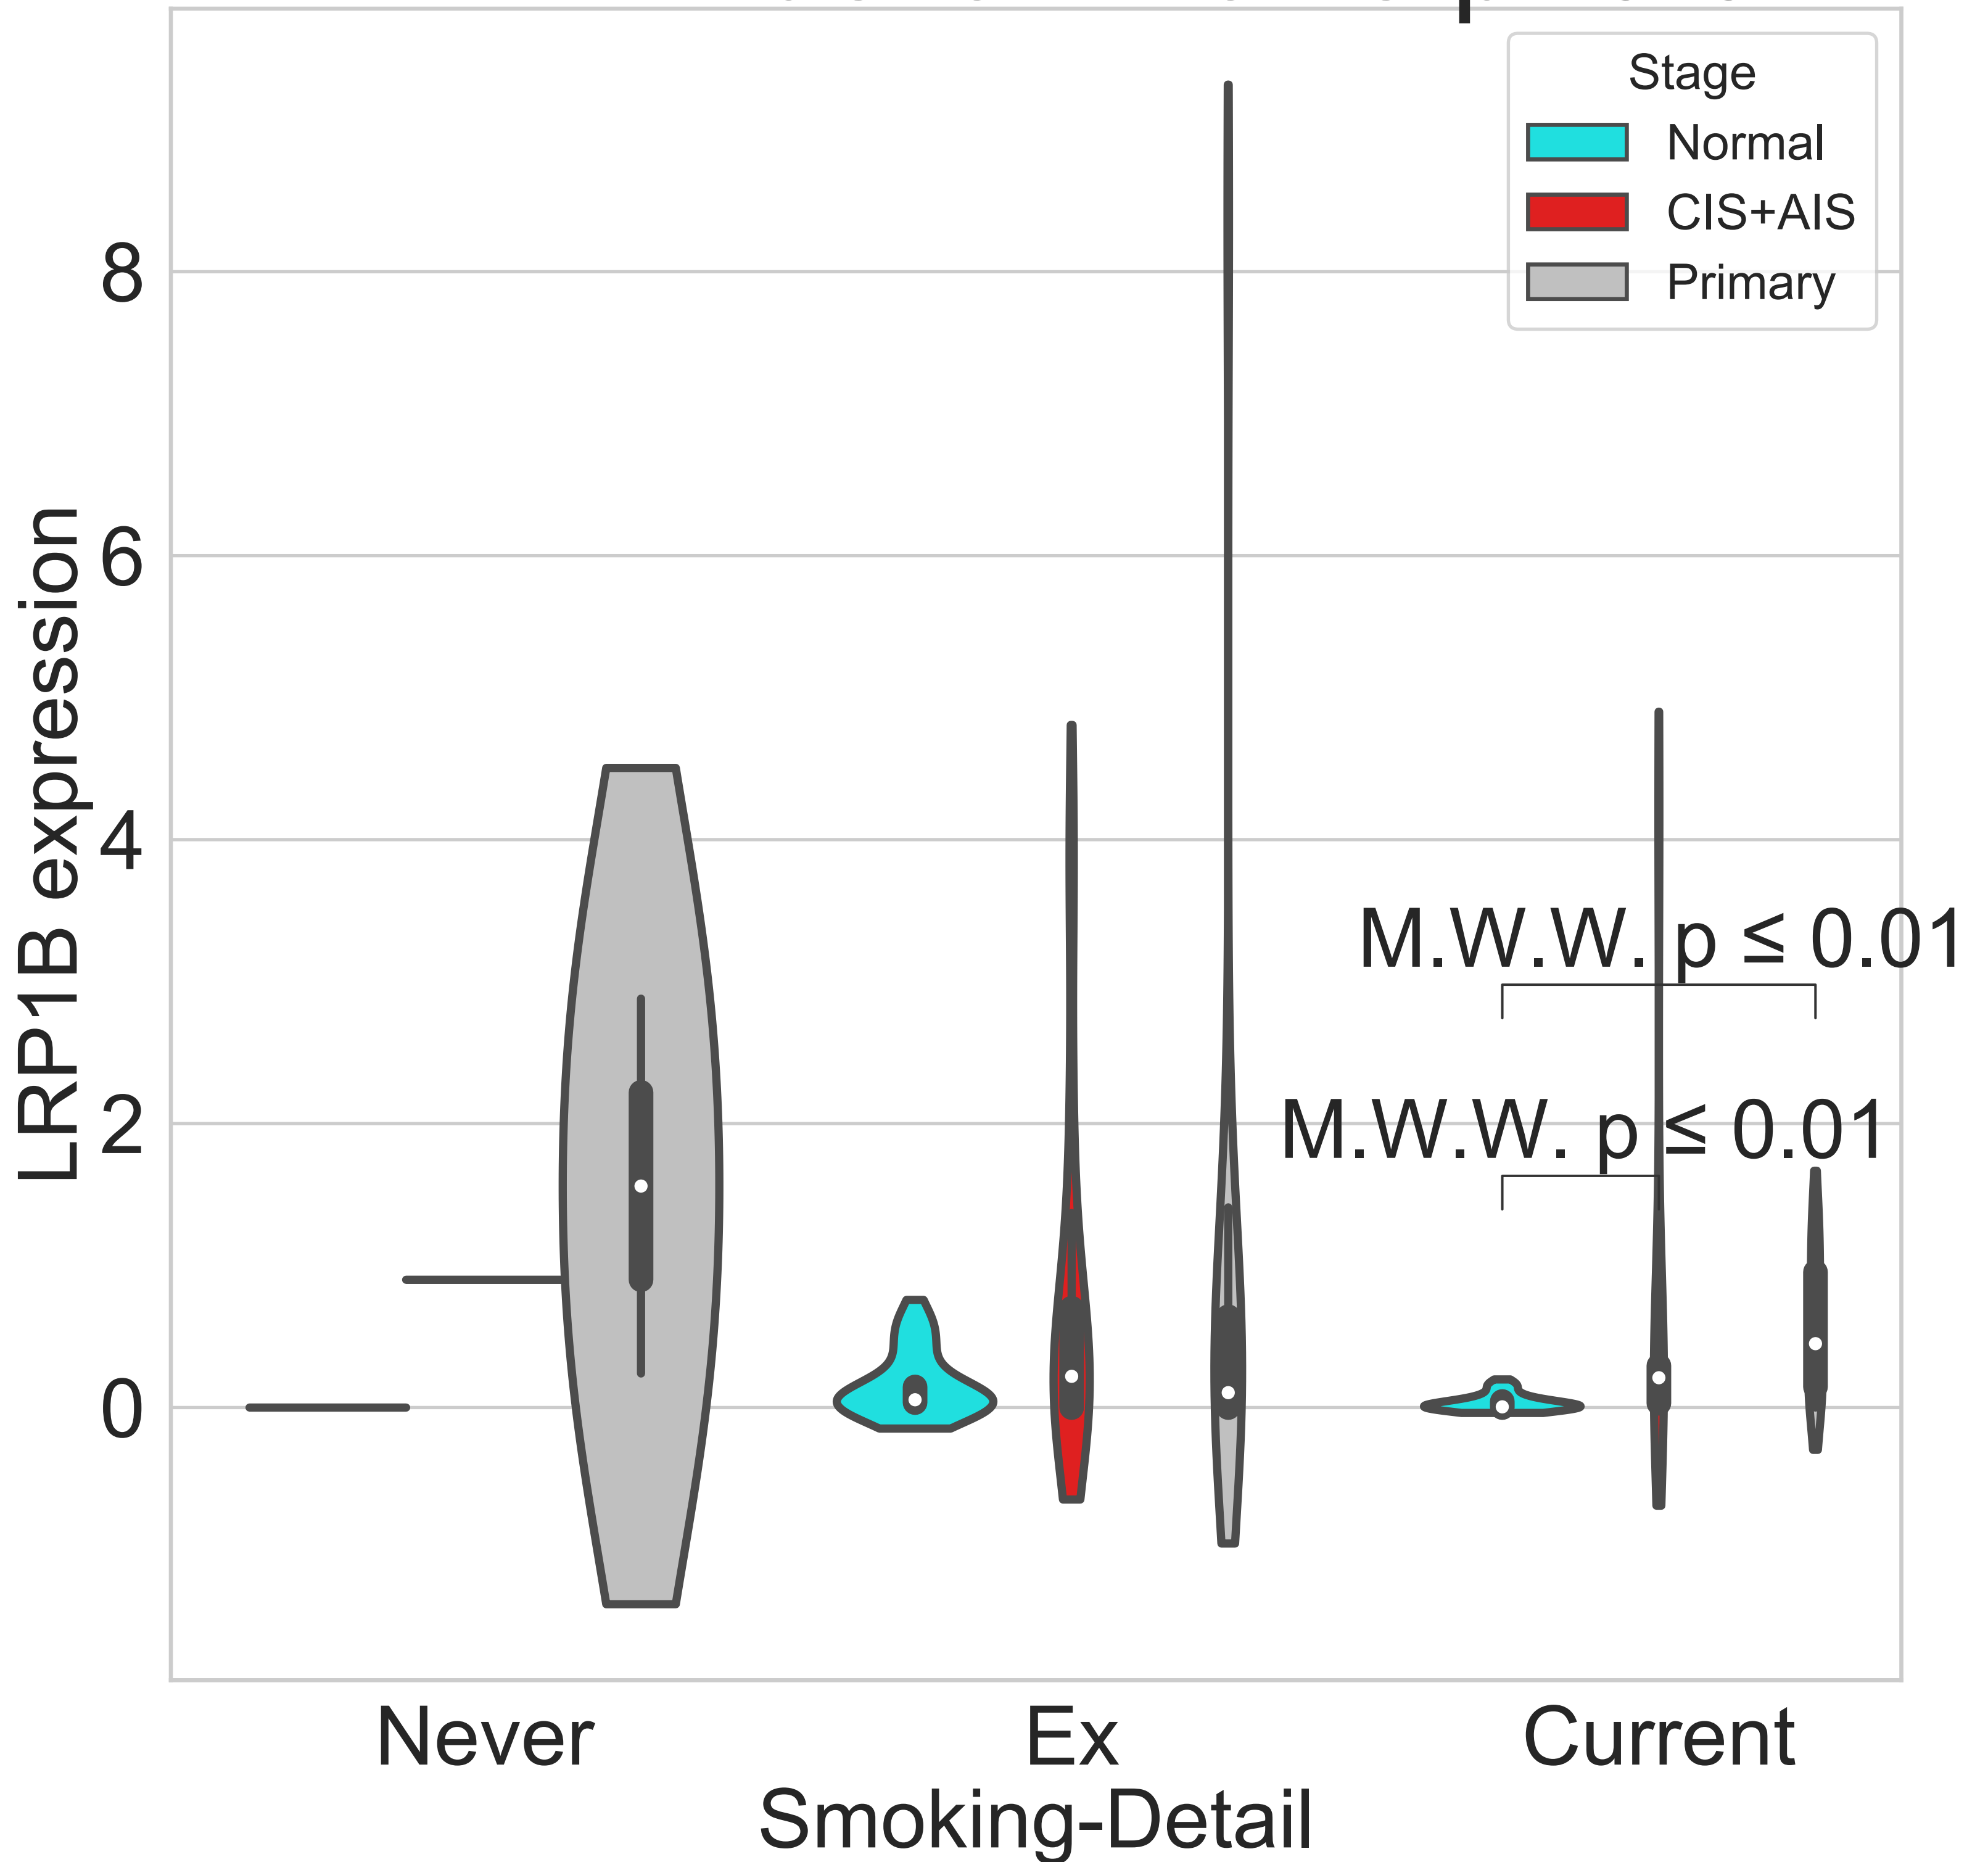 Stage
Normal
CIS+AIS
Primary
8
6
4
2
0
LRP1B expression
M.W.W. p ≤ 0.01
M.W.W. p ≤ 0.01
Never
Ex
Current
Smoking-Detail